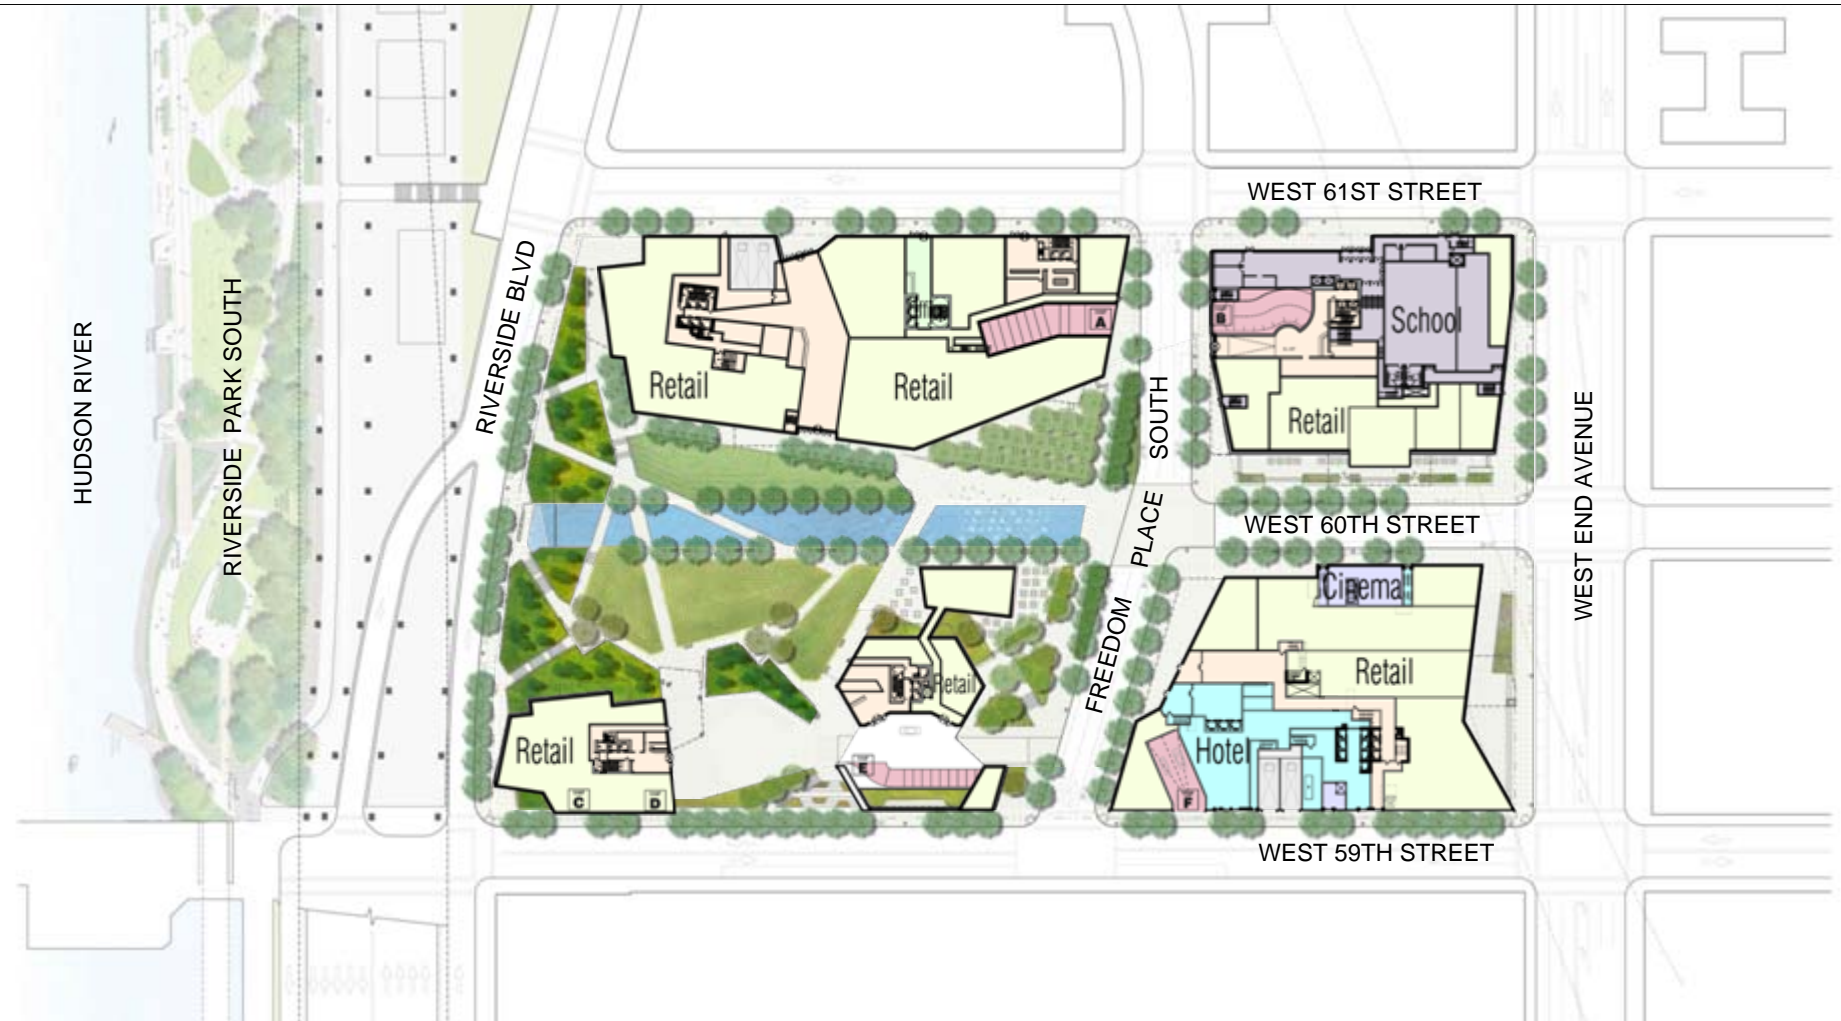 WEST 61ST STREET
HUDSON RIVER
RIVERSIDE PARK SOUTH
RIVERSIDE BLVD
A
B
School
Retail
Retail
SOUTH
Retail
WEST END AVENUE
PLACE
WEST 60TH STREET
Cinema
FREEDOM
Retail
Retail
Retail
Hotel
E
C
D
F
WEST 59TH STREET